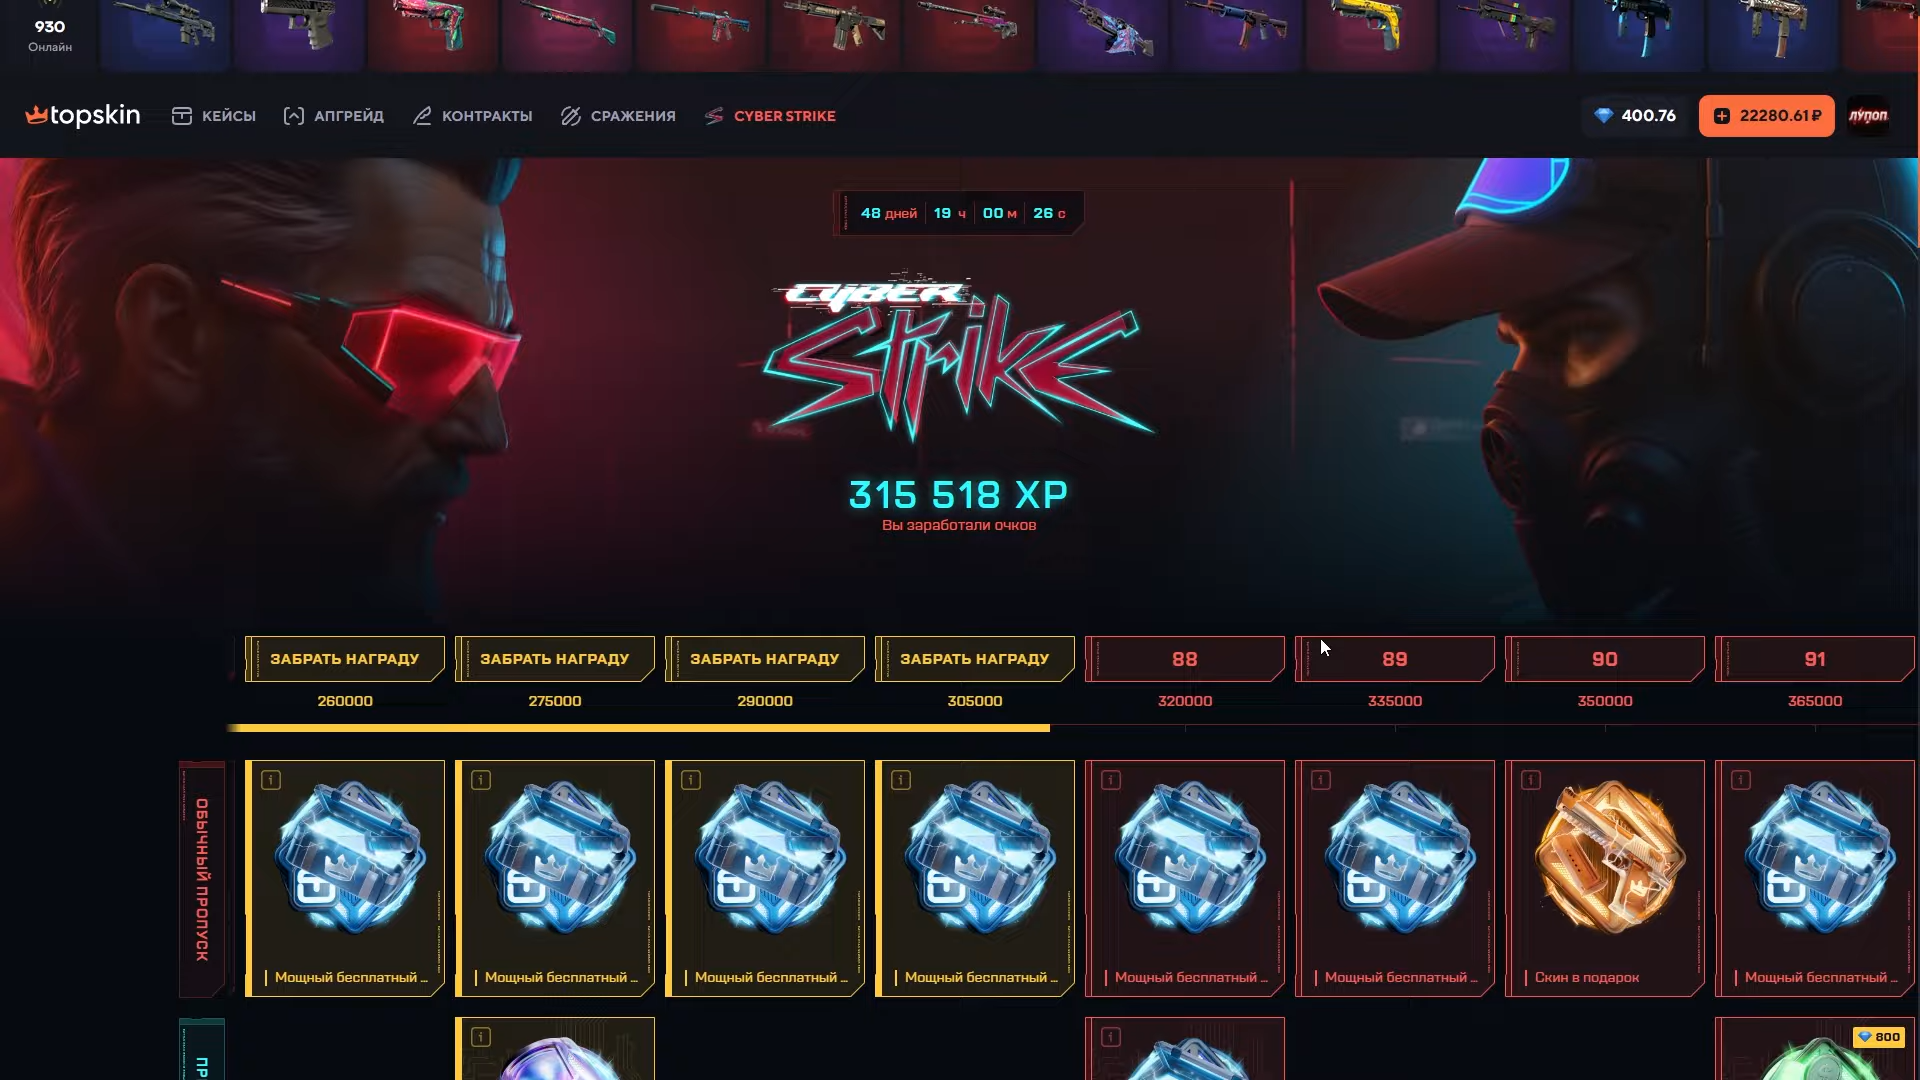 930
Онлайн
topskin
КЕЙСЫ
АПГРЕЙД
КОНТРАКТЫ
СРАЖЕНИЯ
CYBER STRIKE
400.76
22280.61 ₽
лупоп
48 дней 19 ч 00 м 26 с
CYBER
Strike
315 518 XP
Вы заработали очков
ЗАБРАТЬ НАГРАДУ
ЗАБРАТЬ НАГРАДУ
ЗАБРАТЬ НАГРАДУ
ЗАБРАТЬ НАГРАДУ
88
89
90
91
260000
275000
290000
305000
320000
335000
350000
365000
ОБЫЧНЫЙ ПРОПУСК
Мощный бесплатный ...
Мощный бесплатный ...
Мощный бесплатный ...
Мощный бесплатный ...
Мощный бесплатный ...
Мощный бесплатный ...
Скин в подарок
Мощный бесплатный ...
ПР
800